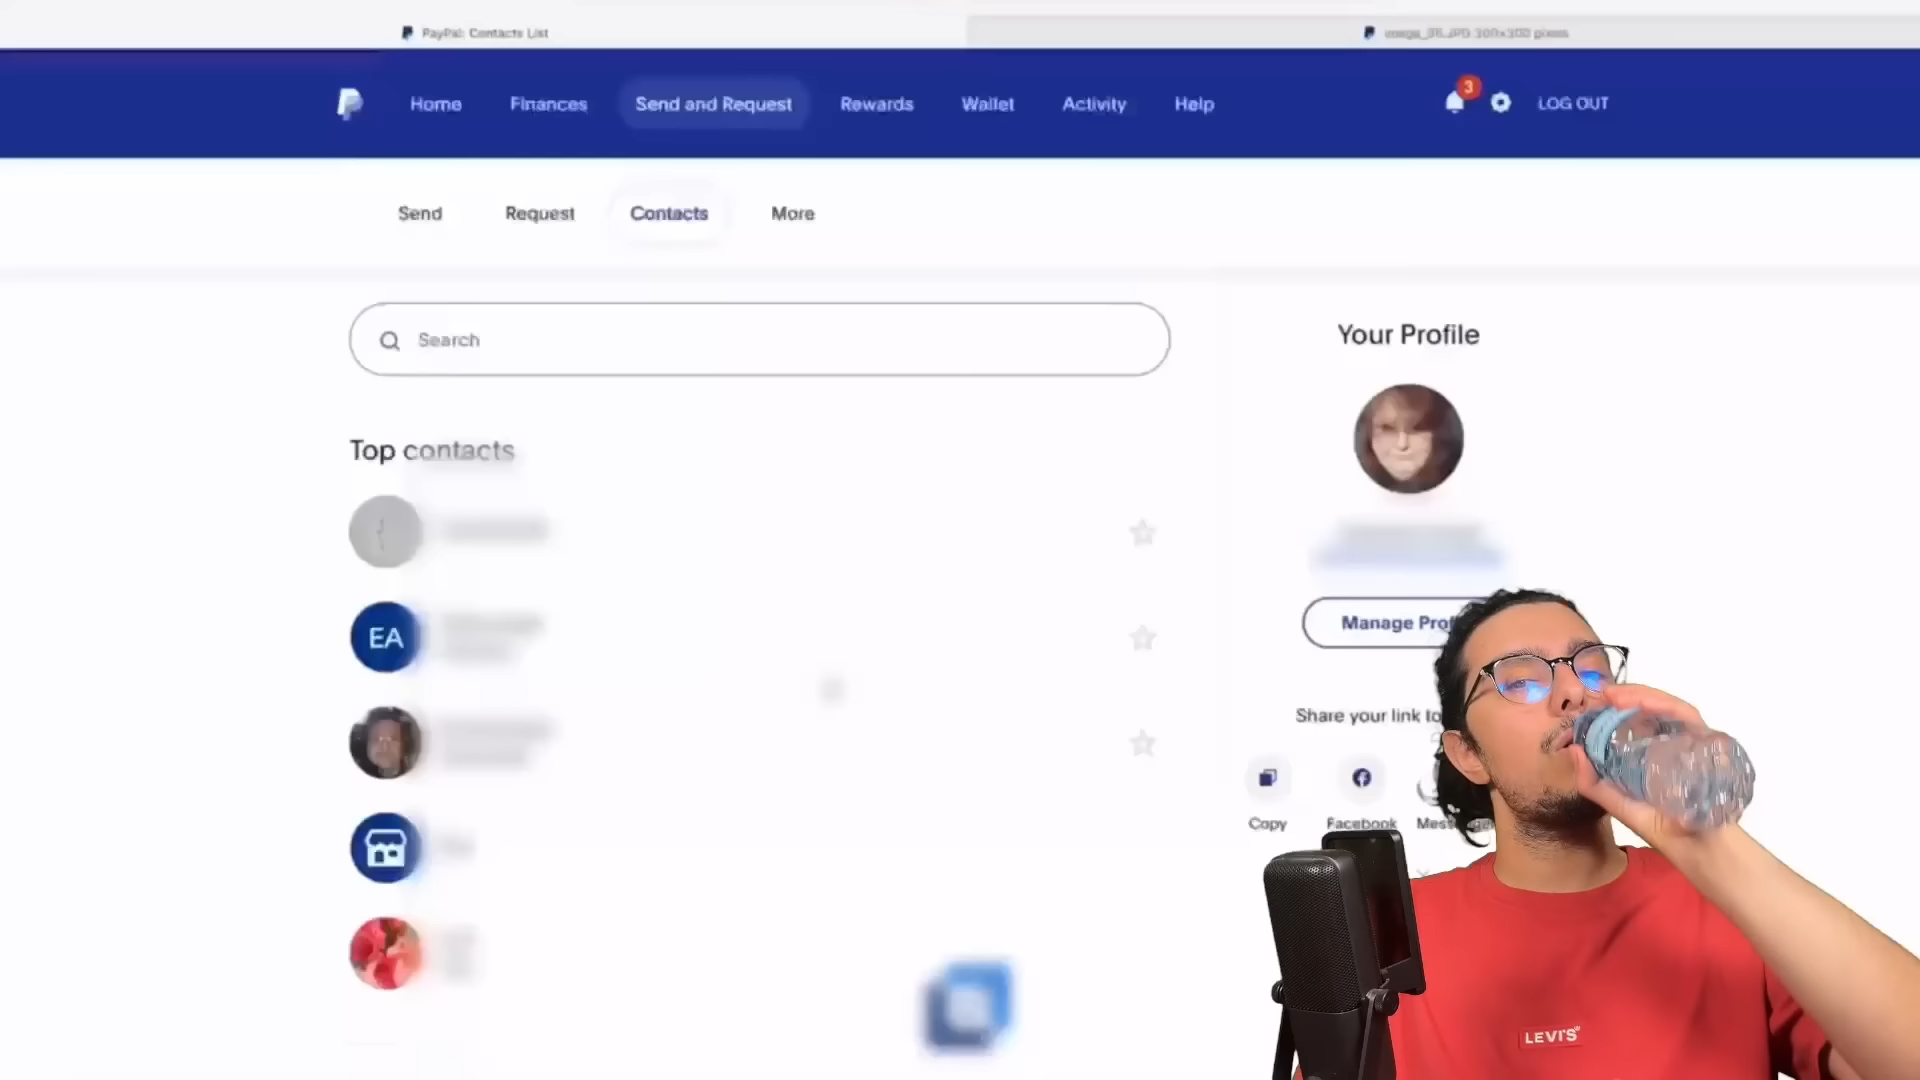 PayPal: Contacts List
Home
Finances
Send and Request
Rewards
Wallet
Activity
Help
3
LOG OUT
Send
Request
Contacts
More
Search
Your Profile
Top contacts
EA
Manage Prof
Share your link to
Copy
Facebook
LEVI'S